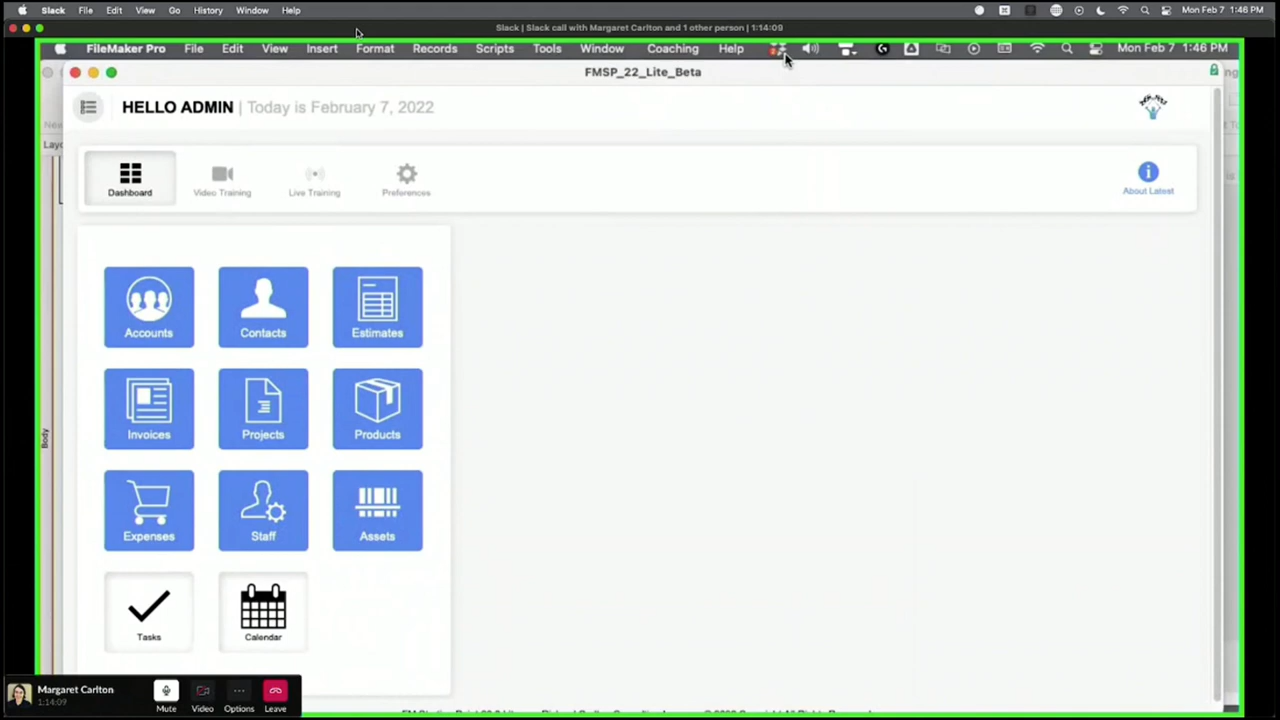 Slack File Edit View Go History Window Help Mon Feb 7 1:46 PM
Slack | Slack call with Margaret Carlton and 1 other person | 1:14:09
FileMaker Pro File Edit View Insert Format Records Scripts Tools Window Coaching Help Mon Feb 7 1:46 PM
FMSP_22_Lite_Beta
HELLO ADMIN | Today is February 7, 2022
Dashboard Video Training Live Training Preferences About Latest
Accounts Contacts Estimates
Invoices Projects Products
Body
Expenses Staff Assets
Tasks Calendar
Margaret Carlton
1:14:09
Mute Video Options Leave